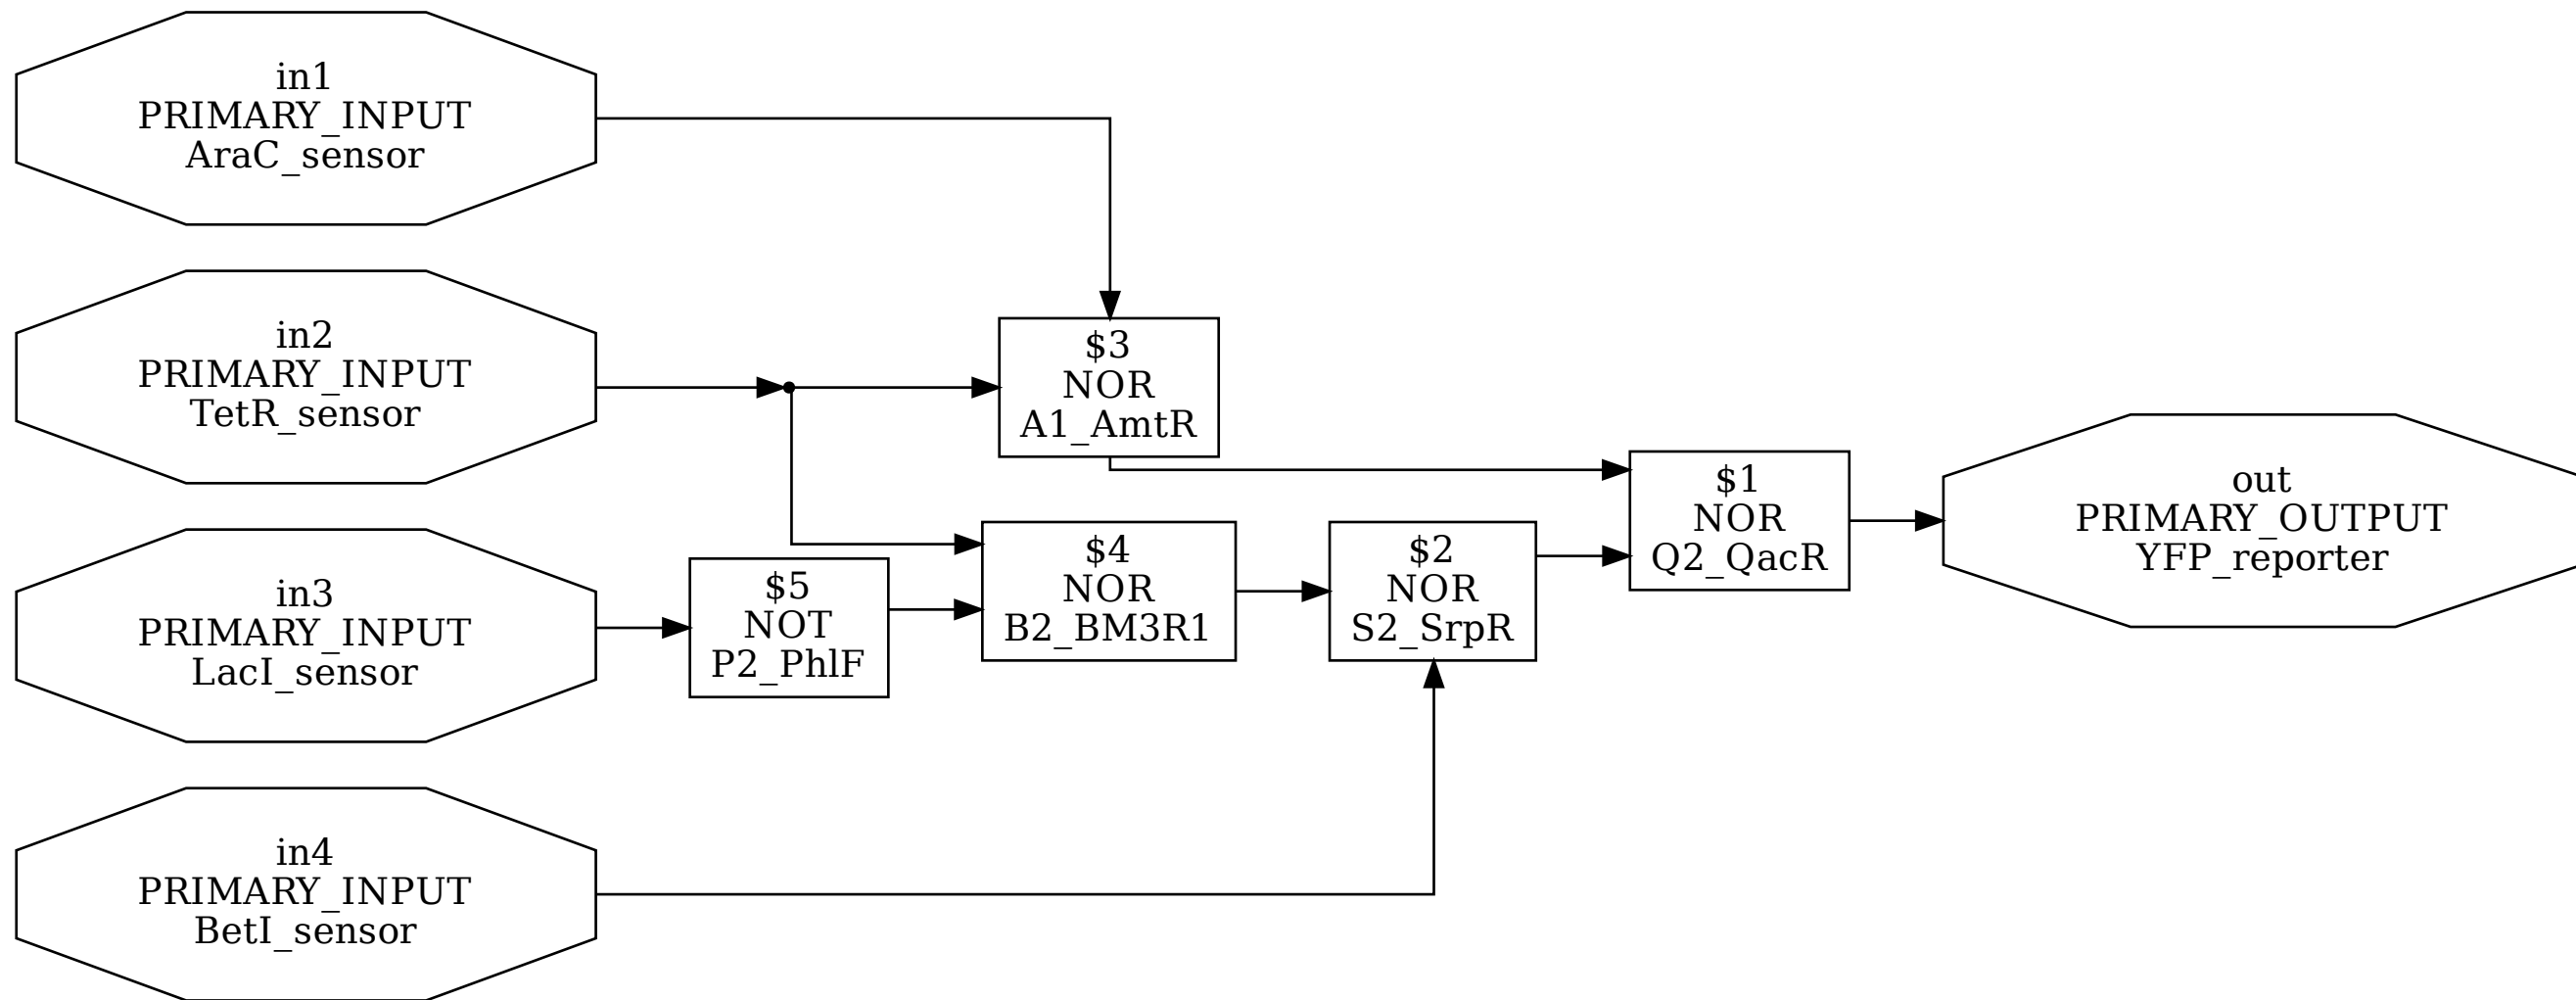 in1
PRIMARY_INPUT
AraC_sensor
in2
PRIMARY_INPUT
TetR_sensor
in3
PRIMARY_INPUT
LacI_sensor
in4
PRIMARY_INPUT
BetI_sensor
$5
NOT
P2_PhlF
$3
NOR
A1_AmtR
$4
NOR
B2_BM3R1
$2
NOR
S2_SrpR
$1
NOR
Q2_QacR
out
PRIMARY_OUTPUT
YFP_reporter